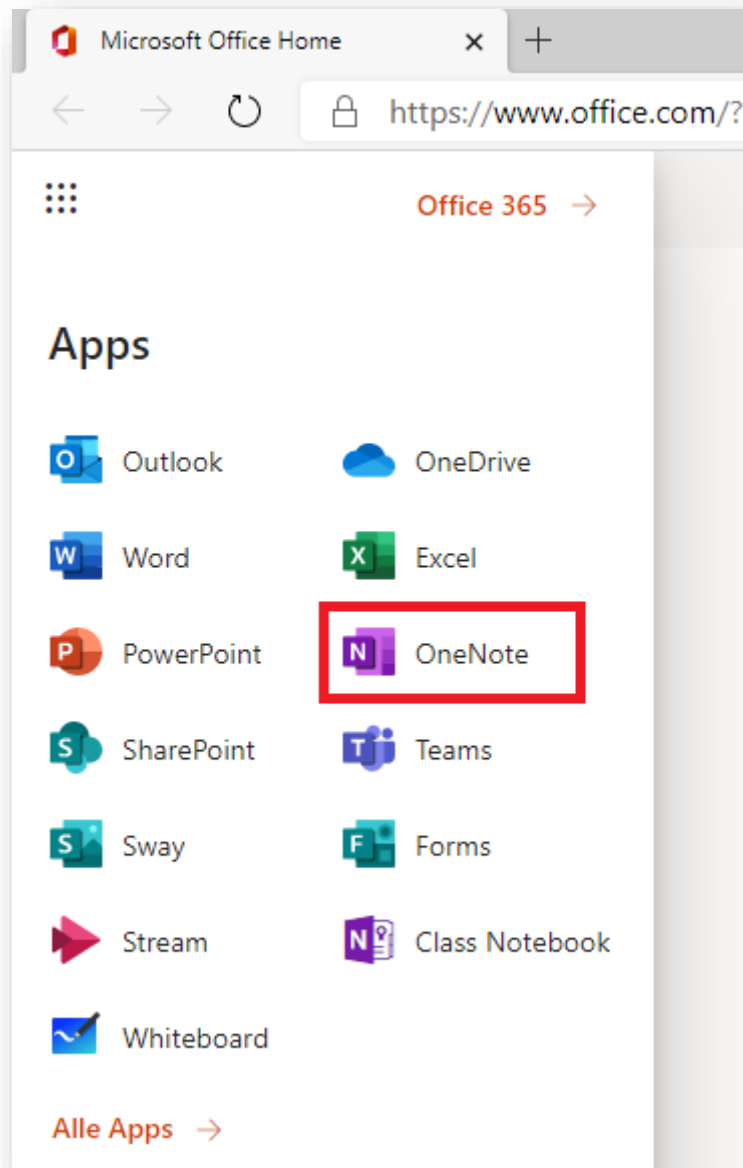 Microsoft Office Home
https://www.office.com/?
Office 365 →
Apps
Outlook
OneDrive
Word
Excel
PowerPoint
OneNote
SharePoint
Teams
Sway
Forms
Stream
Class Notebook
Whiteboard
Alle Apps →